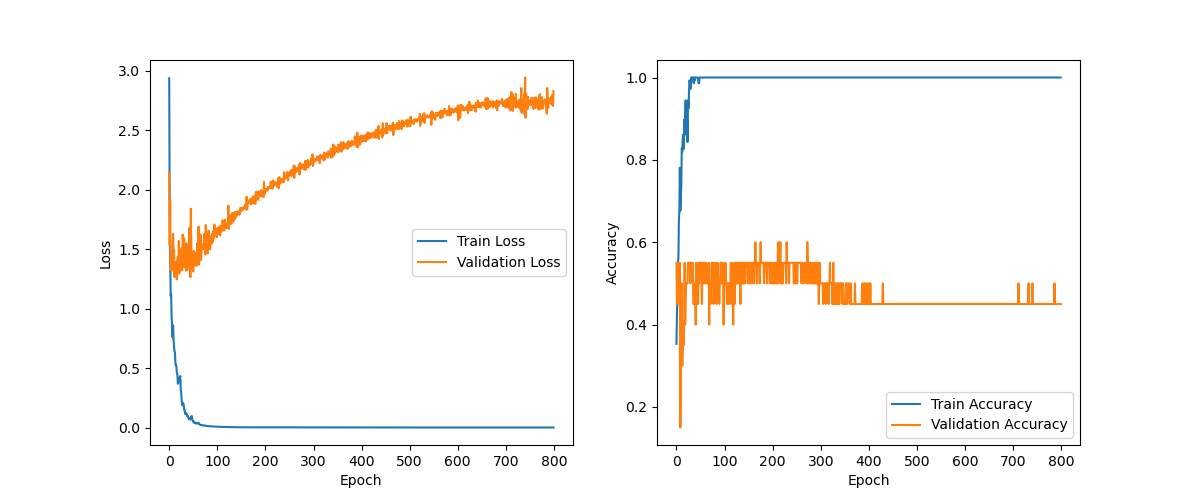 3.0
2.5
2.0
1.5
1.0
0.5
0.0
Loss
0 100 200 300 400 500 600 700 800
Epoch
Train Loss
Validation Loss
1.0
0.8
0.6
0.4
0.2
Accuracy
0 100 200 300 400 500 600 700 800
Epoch
Train Accuracy
Validation Accuracy